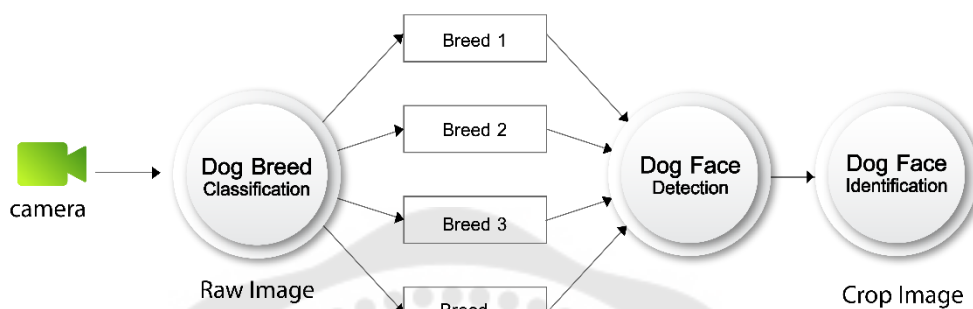 camera
Dog Breed
Classification
Raw Image
Breed 1
Breed 2
Breed 3
Breed
Dog Face
Detection
Dog Face
Identification
Crop Image